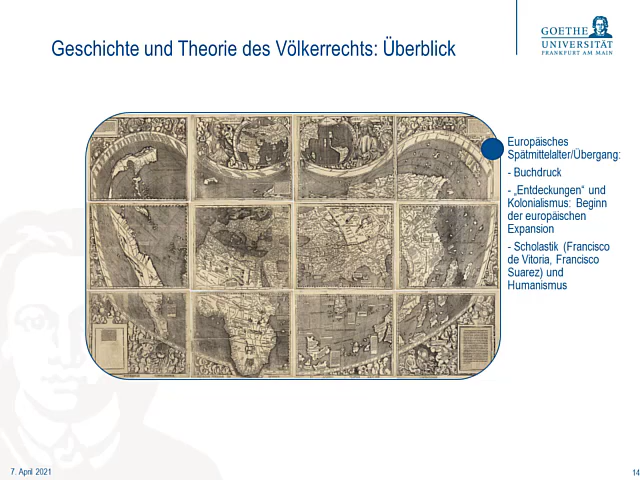 Geschichte und Theorie des Völkerrechts: Überblick
GOETHE
UNIVERSITÄT
FRANKFURT AM MAIN
Europäisches
Spätmittelalter/Übergang:
- Buchdruck
- „Entdeckungen“ und
Kolonialismus: Beginn
der europäischen
Expansion
- Scholastik (Francisco
de Vitoria, Francisco
Suarez) und
Humanismus
7. April 2021
14